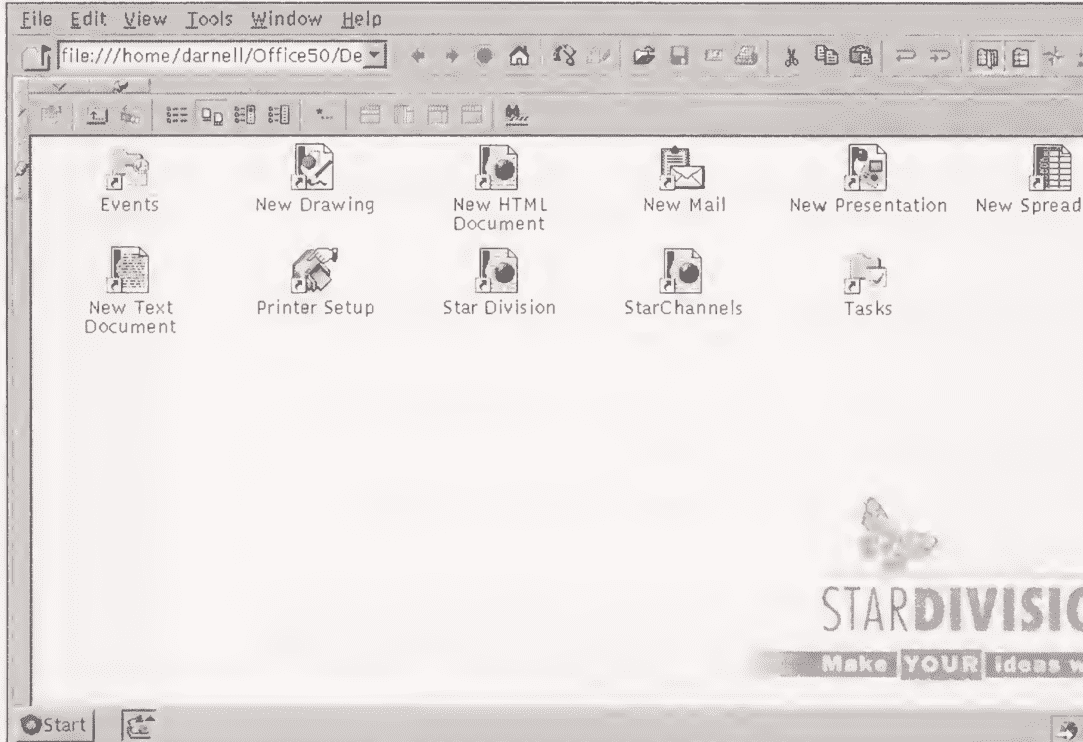 File Edit View Tools Window Help
file:///home/darnell/Office50/De
Events
New Drawing
New HTML
Document
New Mail
New Presentation
New Spread
New Text
Document
Printer Setup
Star Division
StarChannels
Tasks
STARDIVISIO
Make YOUR ideas w
Start